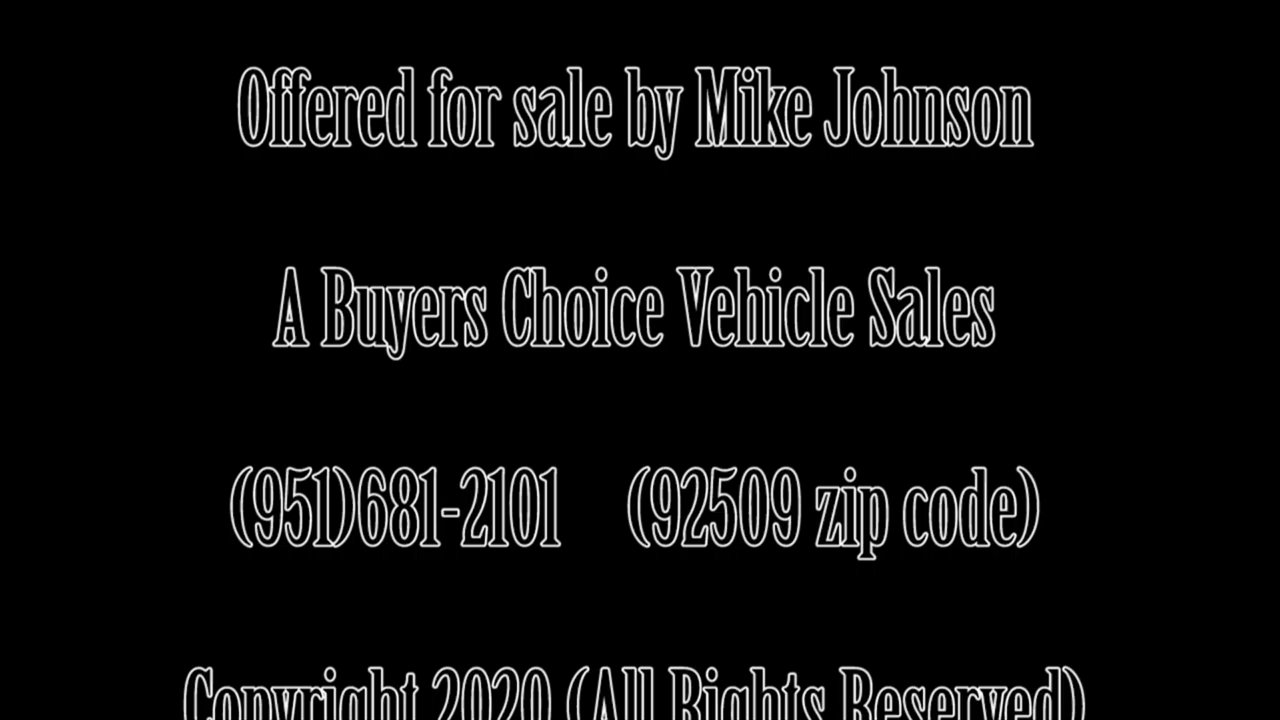 Offered for sale by Mike Johnson
A Buyers Choice Vehicle Sales
(951)681-2101 (92509 zip code)
Copyright 2020 (All Rights Reserved)